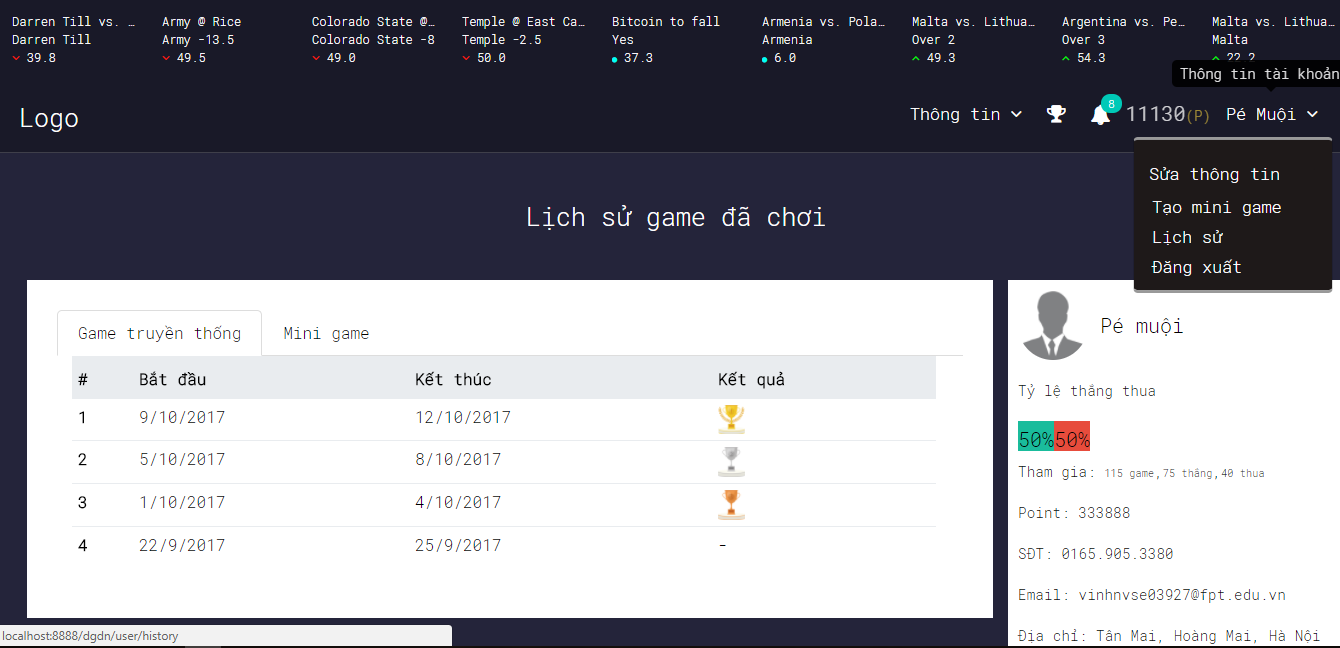 Darren Till vs. …
Darren Till
39.8
Army @ Rice
Army -13.5
49.5
Colorado State @…
Colorado State -8
49.0
Temple @ East Ca…
Temple -2.5
50.0
Bitcoin to fall
Yes
37.3
Armenia vs. Pola…
Armenia
6.0
Malta vs. Lithua…
Over 2
49.3
Argentina vs. Pe…
Over 3
54.3
Malta vs. Lithua…
Malta
22.2
Thông tin tài khoản
Logo
Thông tin
8
11130(P)
Pé Muội
Sửa thông tin
Tạo mini game
Lịch sử
Đăng xuất
Lịch sử game đã chơi
Game truyền thống Mini game
# Bắt đầu Kết thúc Kết quả
1 9/10/2017 12/10/2017
2 5/10/2017 8/10/2017
3 1/10/2017 4/10/2017
4 22/9/2017 25/9/2017 -
Pé muội
Tỷ lệ thắng thua
50%50%
Tham gia: 115 game,75 thắng,40 thua
Point: 333888
SĐT: 0165.905.3380
Email: vinhnvse03927@fpt.edu.vn
Địa chỉ: Tân Mai, Hoàng Mai, Hà Nội
localhost:8888/dgdn/user/history